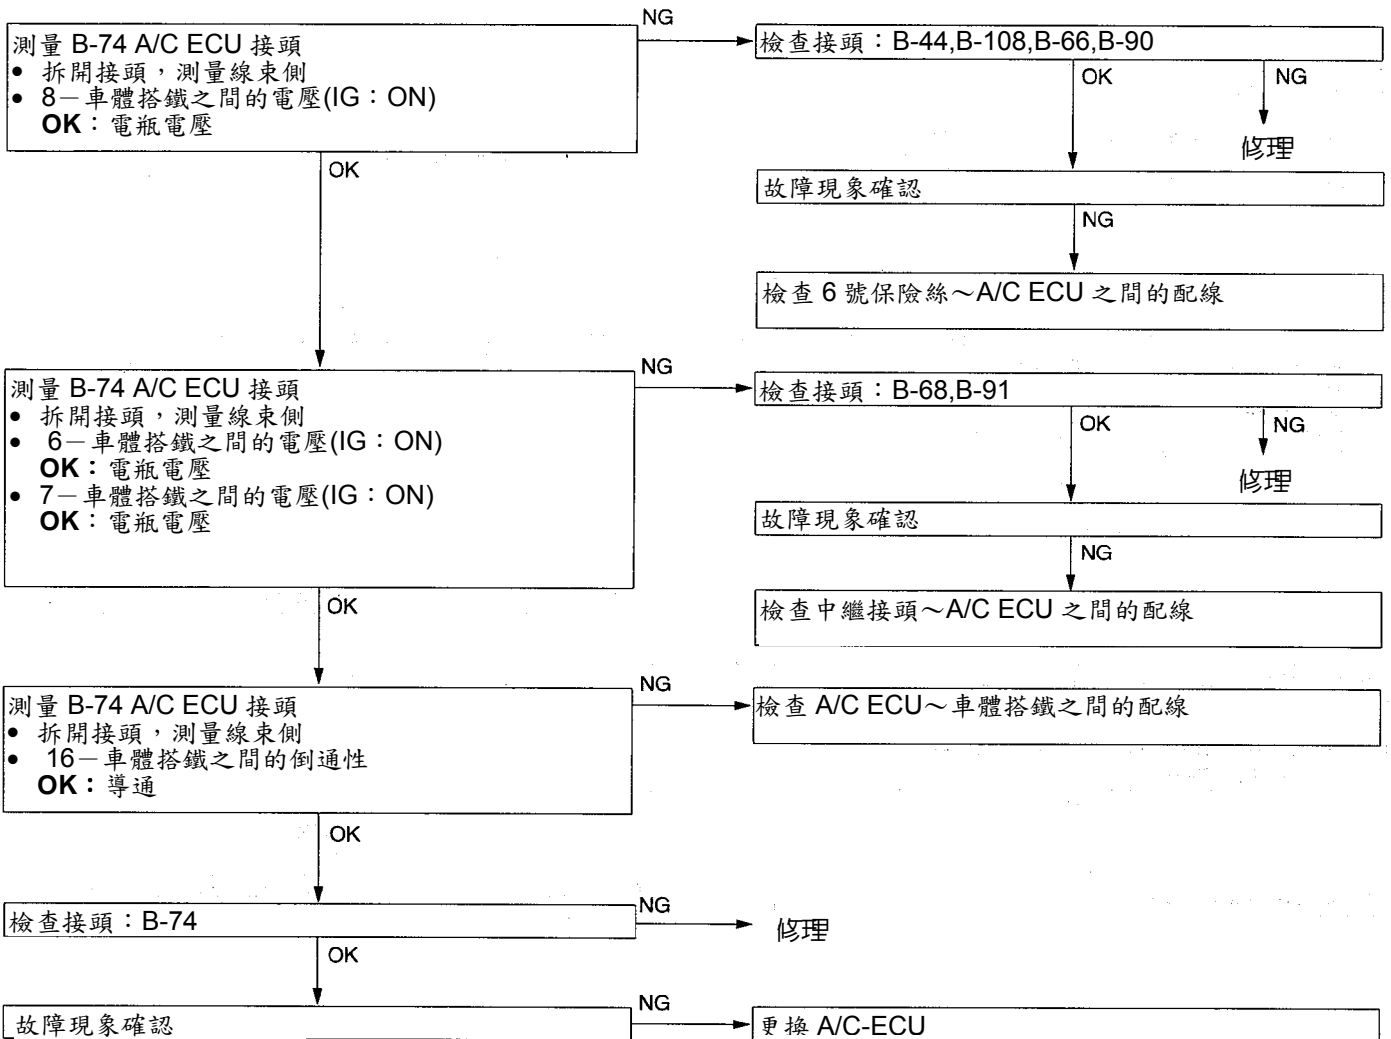 測量 B-74 A/C ECU 接頭
• 拆開接頭，測量線束側
• 8－車體搭鐵之間的電壓(IG：ON)
OK：電瓶電壓
NG
檢查接頭：B-44,B-108,B-66,B-90
OK
NG
修理
故障現象確認
NG
檢查 6 號保險絲～A/C ECU 之間的配線
OK
測量 B-74 A/C ECU 接頭
• 拆開接頭，測量線束側
• 6－車體搭鐵之間的電壓(IG：ON)
OK：電瓶電壓
• 7－車體搭鐵之間的電壓(IG：ON)
OK：電瓶電壓
NG
檢查接頭：B-68,B-91
OK
NG
修理
故障現象確認
NG
檢查中繼接頭～A/C ECU 之間的配線
OK
測量 B-74 A/C ECU 接頭
• 拆開接頭，測量線束側
• 16－車體搭鐵之間的倒通性
OK：導通
NG
檢查 A/C ECU～車體搭鐵之間的配線
OK
檢查接頭：B-74
NG
修理
OK
故障現象確認
NG
更換 A/C-ECU